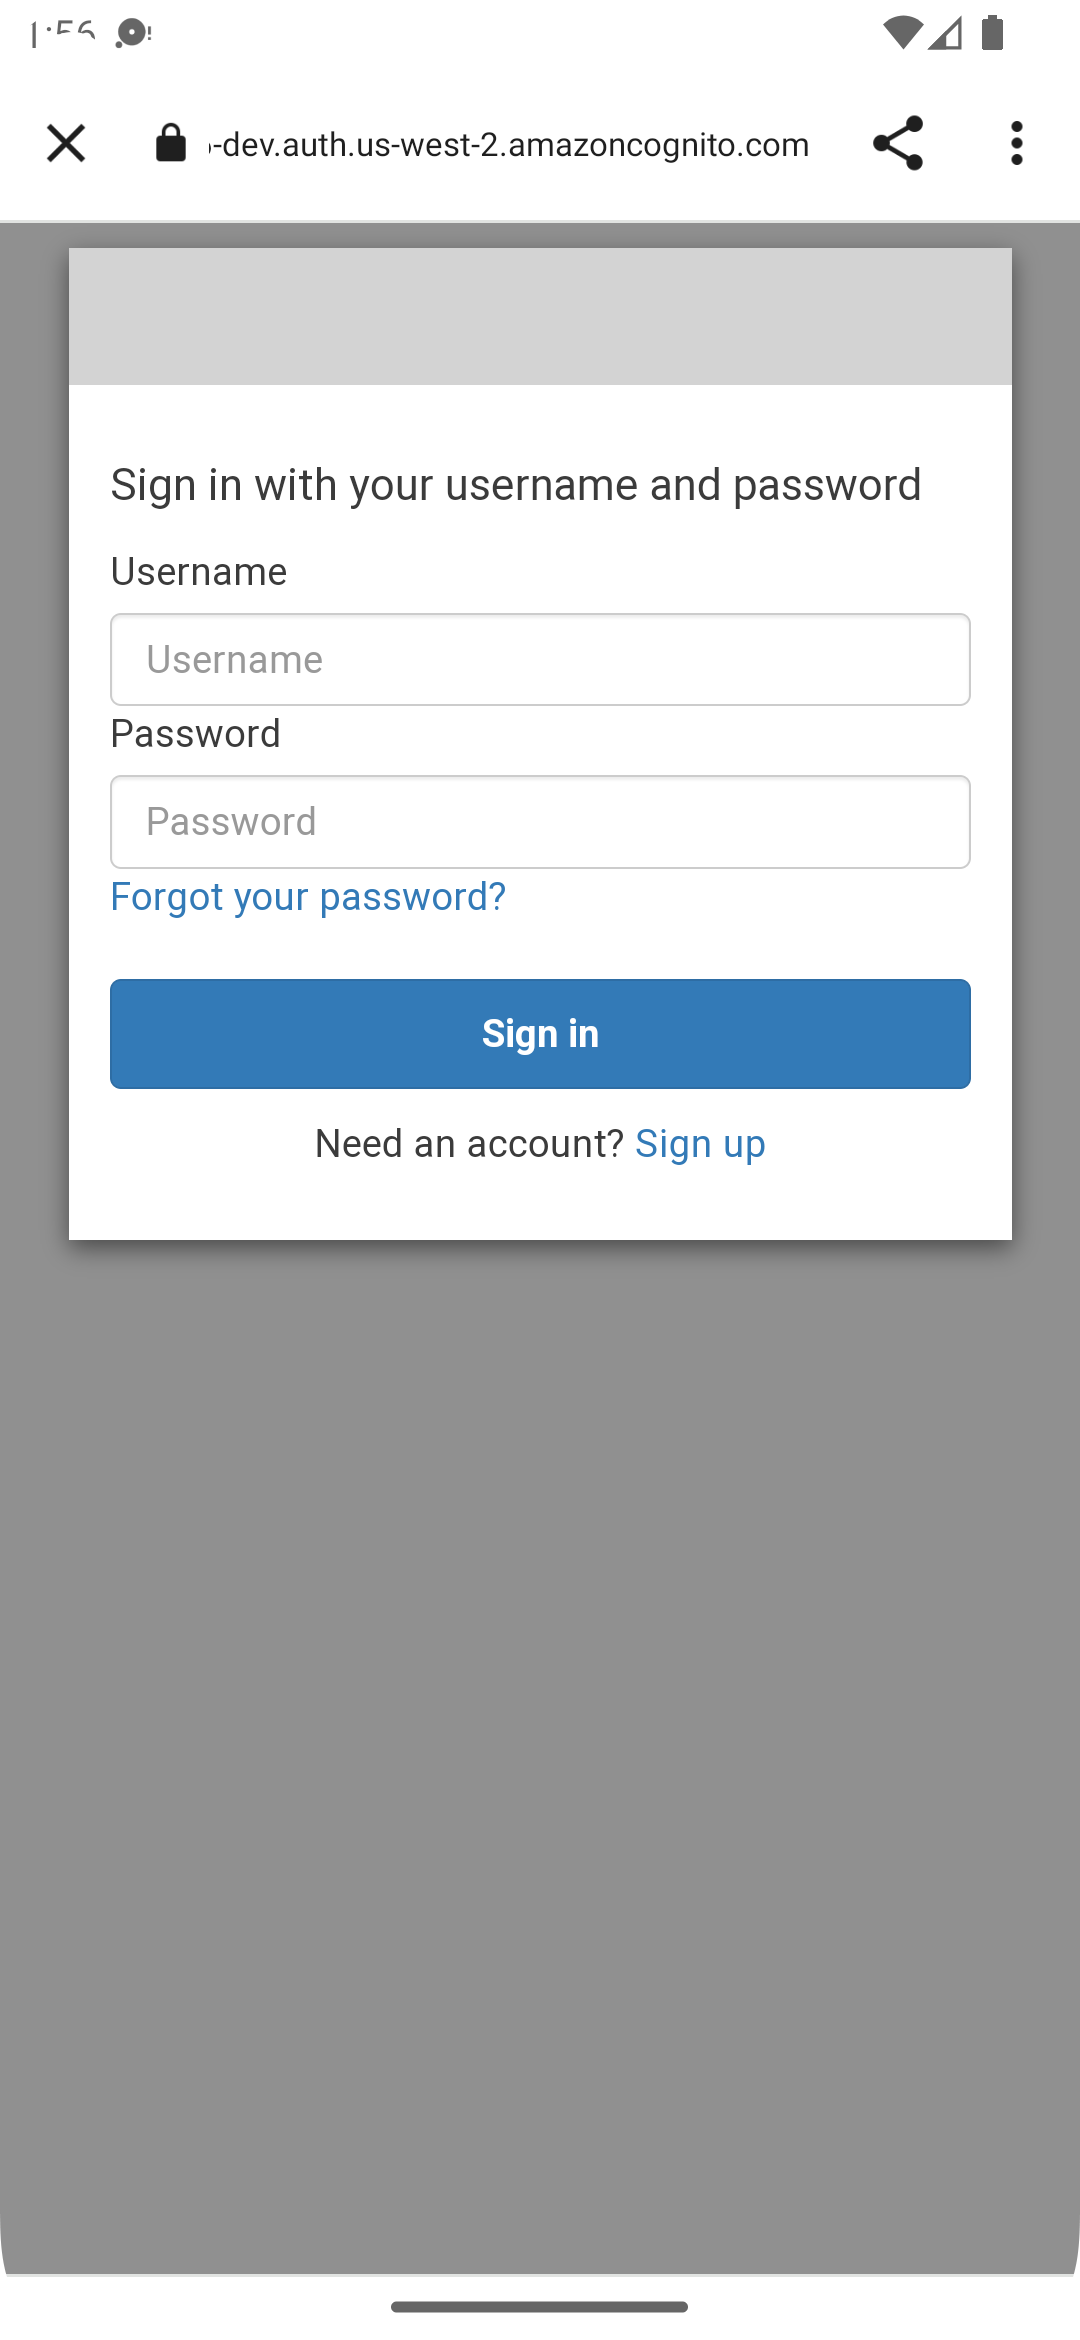 1:56
-dev.auth.us-west-2.amazoncognito.com
Sign in with your username and password
Username
Username
Password
Password
Forgot your password?
Sign in
Need an account? Sign up